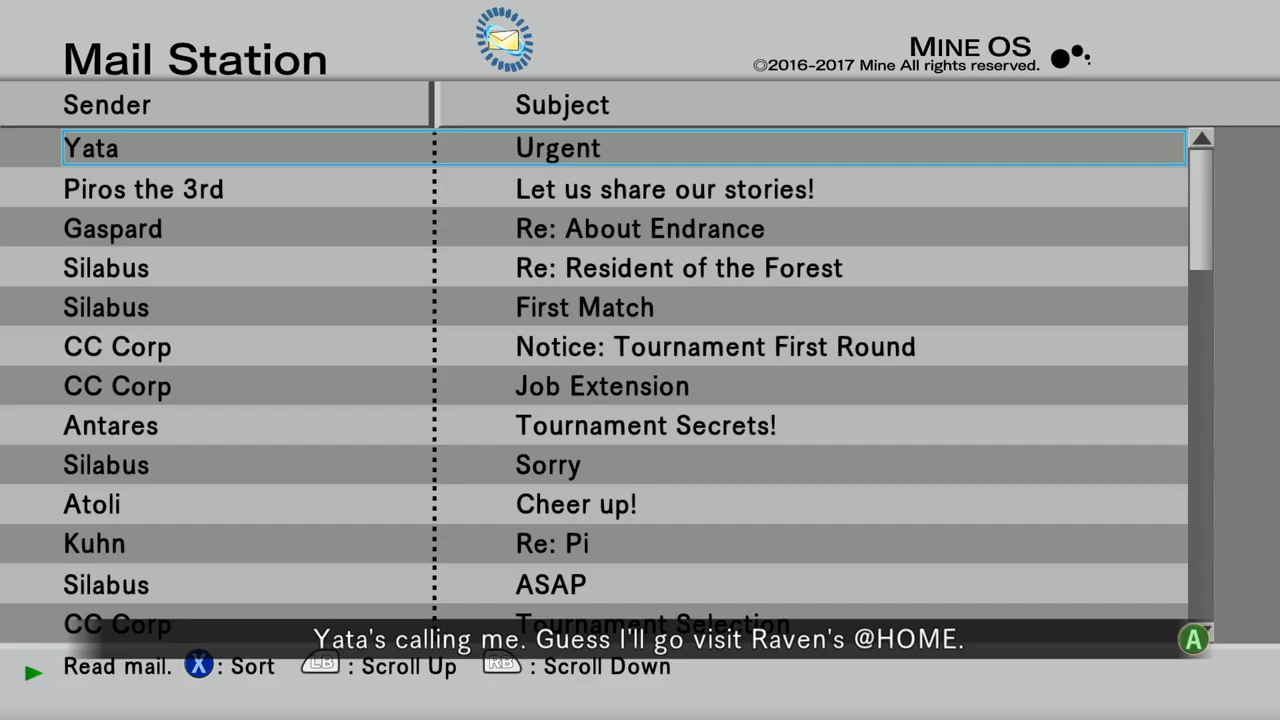 Mail Station
MINE OS
©2016-2017 Mine All rights reserved.
Sender Subject
Yata Urgent
Piros the 3rd Let us share our stories!
Gaspard Re: About Endrance
Silabus Re: Resident of the Forest
Silabus First Match
CC Corp Notice: Tournament First Round
CC Corp Job Extension
Antares Tournament Secrets!
Silabus Sorry
Atoli Cheer up!
Kuhn Re: Pi
Silabus ASAP
CC Corp Tournament Selection
Yata's calling me. Guess I'll go visit Raven's @HOME. A
Read mail. X : Sort LB : Scroll Up RB : Scroll Down